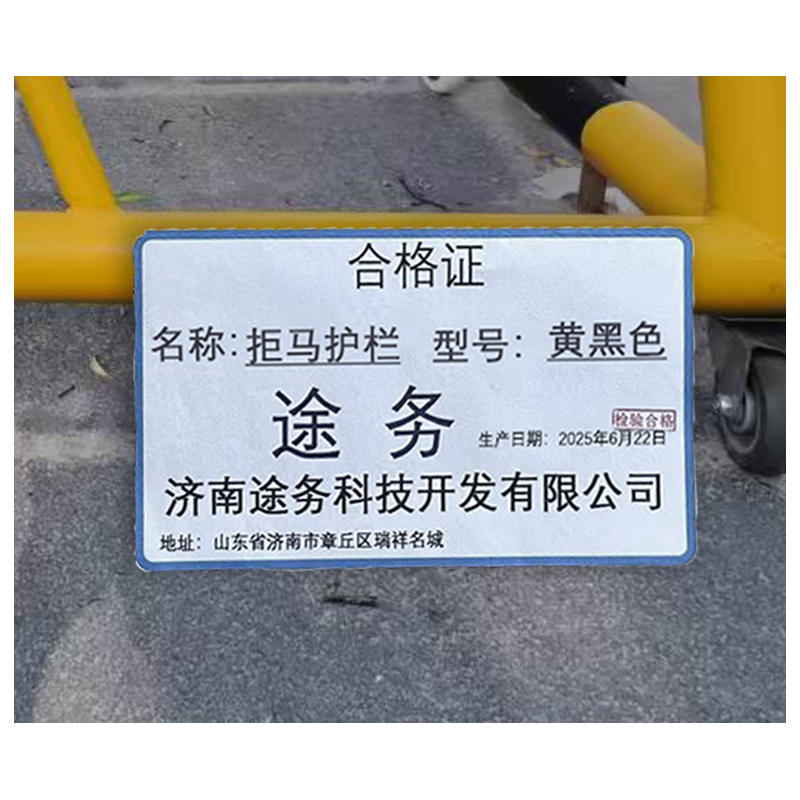 合格证
名称：拒马护栏 型号：黄黑色
途务
检验合格
生产日期：2025年6月22日
济南途务科技开发有限公司
地址：山东省济南市章丘区瑞祥名城